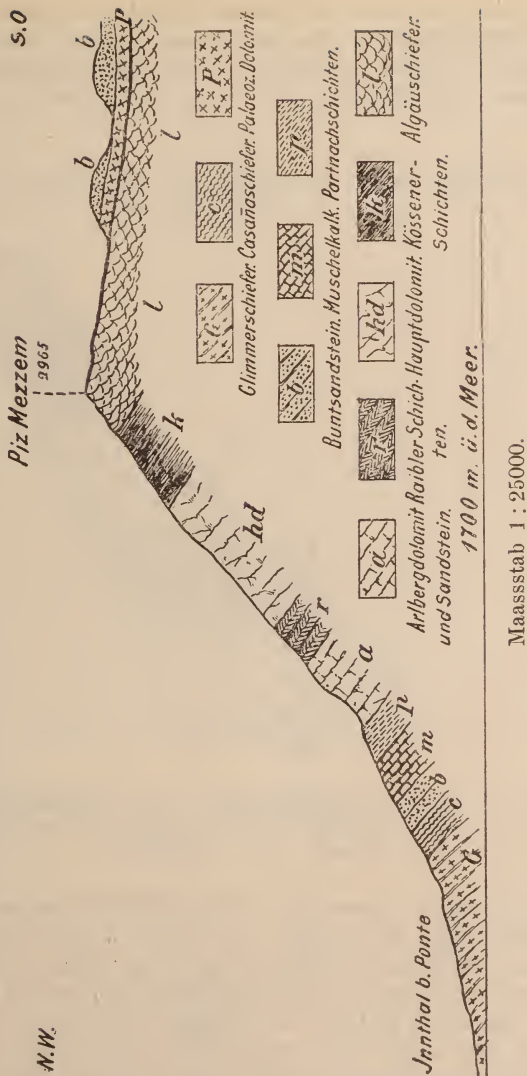 N.W.
S.O
Piz Mezzem
2965
b
b
P
l
l
k
hd
r
a
p
m
b
c
G
Jnnthal b. Ponte
G
c
P
Glimmerschiefer. Casañaschiefer. Palaeoz. Dolomit.
b
m
p
Buntsandstein. Muschelkalk. Partnachschichten.
a
r
hd
k
l
Arlbergdolomit Raibler Schich- Hauptdolomit. Kössener- Algäuschiefer.
und Sandstein. ten. Schichten.
1700 m. ü. d. Meer.
Maassstab 1 : 25000.